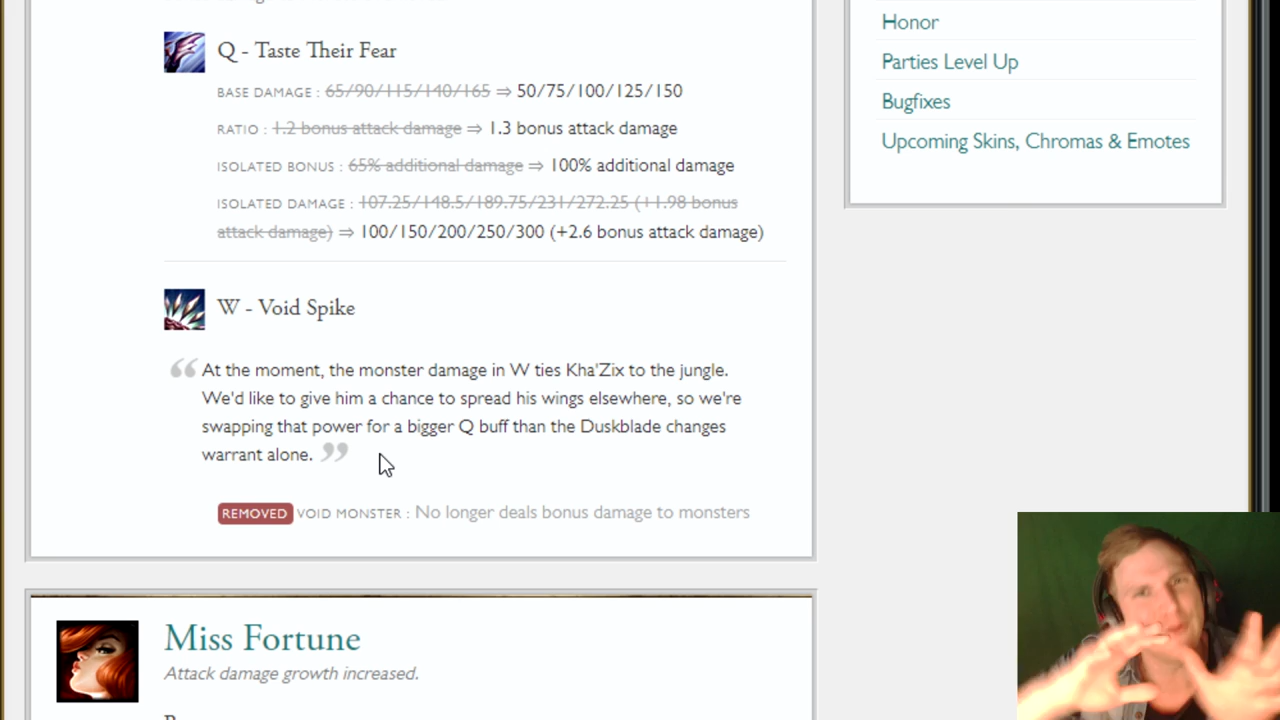 Q - Taste Their Fear
BASE DAMAGE : 65/90/115/140/165 ⇒ 50/75/100/125/150
RATIO : 1.2 bonus attack damage ⇒ 1.3 bonus attack damage
ISOLATED BONUS : 65% additional damage ⇒ 100% additional damage
ISOLATED DAMAGE : 107.25/148.5/189.75/231/272.25 (+1.98 bonus
attack damage) ⇒ 100/150/200/250/300 (+2.6 bonus attack damage)
W - Void Spike
“At the moment, the monster damage in W ties Kha'Zix to the jungle.
We'd like to give him a chance to spread his wings elsewhere, so we're
swapping that power for a bigger Q buff than the Duskblade changes
warrant alone.”
REMOVED VOID MONSTER : No longer deals bonus damage to monsters
Miss Fortune
Attack damage growth increased.
Honor
Parties Level Up
Bugfixes
Upcoming Skins, Chromas & Emotes